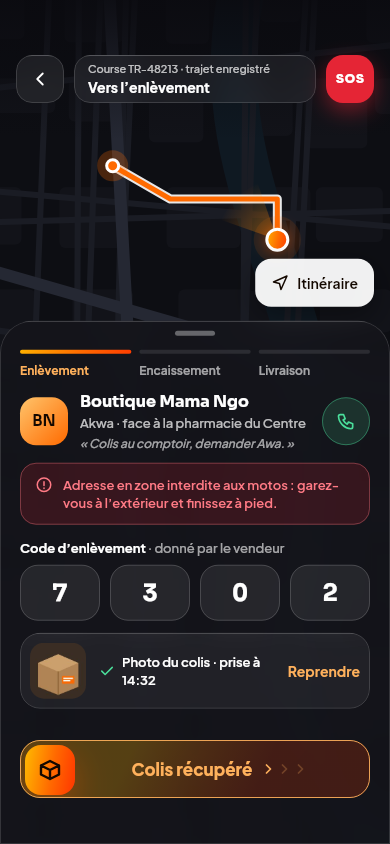 Course TR-48213 · trajet enregistré
Vers l’enlèvement
SOS
Itinéraire
Enlèvement
Encaissement
Livraison
BN
Boutique Mama Ngo
Akwa · face à la pharmacie du Centre
« Colis au comptoir, demander Awa. »
Adresse en zone interdite aux motos : garez-
vous à l’extérieur et finissez à pied.
Code d’enlèvement · donné par le vendeur
7 3 0 2
Photo du colis · prise à
14:32
Reprendre
Colis récupéré